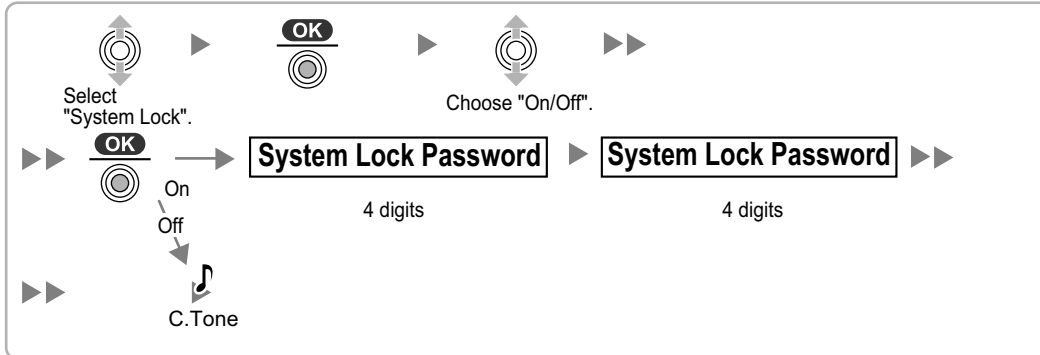 OK
Select
"System Lock".
Choose "On/Off".
OK
System Lock Password
System Lock Password
On
4 digits
4 digits
Off
C.Tone